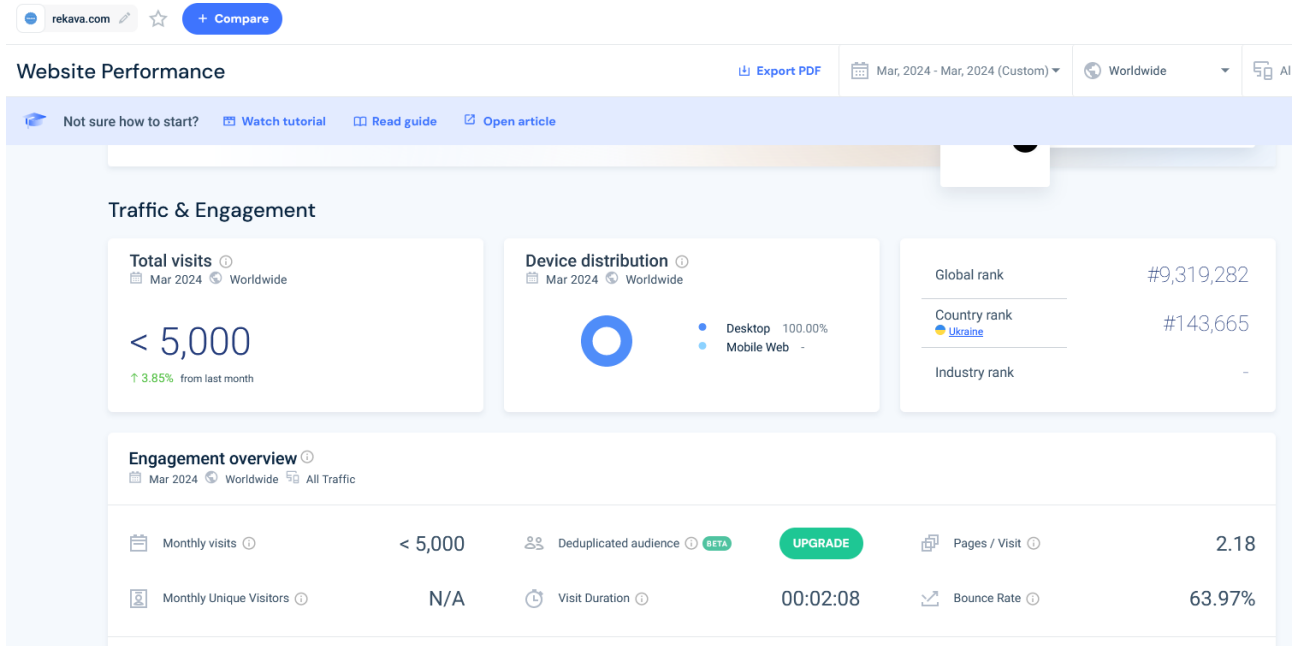 rekava.com + Compare
Website Performance Export PDF Mar, 2024 - Mar, 2024 (Custom) Worldwide Al
Not sure how to start? Watch tutorial Read guide Open article
Traffic & Engagement
Total visits
Mar 2024 Worldwide
< 5,000
↑ 3.85% from last month
Device distribution
Mar 2024 Worldwide
Desktop 100.00%
Mobile Web -
Global rank #9,319,282
Country rank #143,665
Ukraine
Industry rank -
Engagement overview
Mar 2024 Worldwide All Traffic
Monthly visits < 5,000 Deduplicated audience BETA UPGRADE Pages / Visit 2.18
Monthly Unique Visitors N/A Visit Duration 00:02:08 Bounce Rate 63.97%